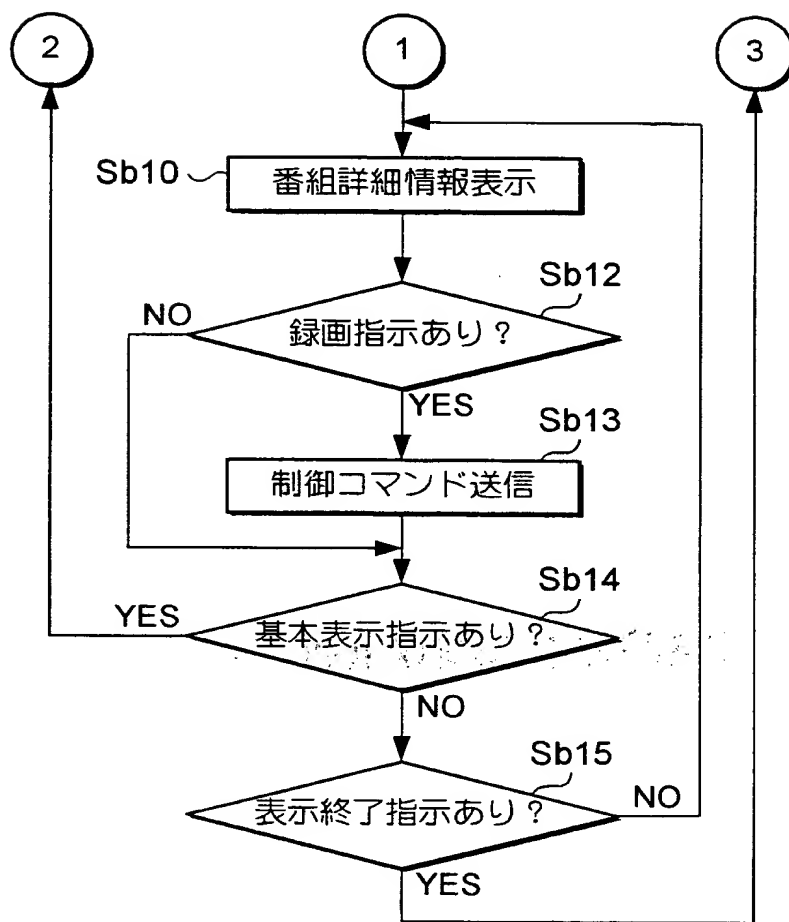 2
1
3
Sb10
番組詳細情報表示
Sb12
NO
録画指示あり?
YES
Sb13
制御コマンド送信
Sb14
YES
基本表示指示あり?
NO
Sb15
表示終了指示あり?
NO
YES